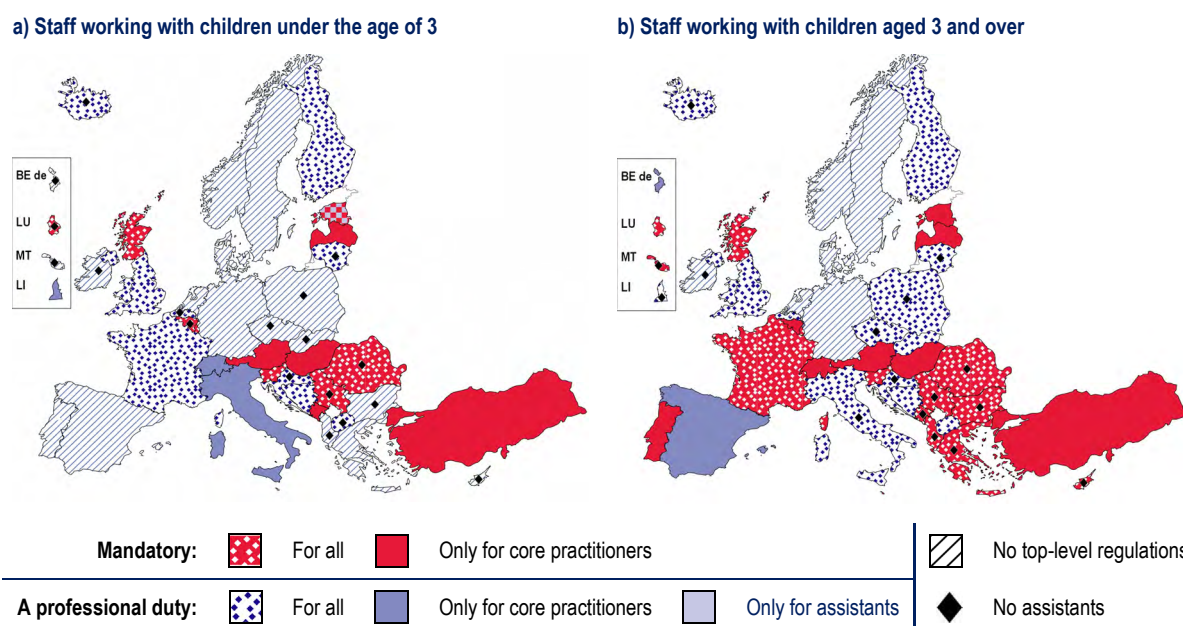 a) Staff working with children under the age of 3
b) Staff working with children aged 3 and over
BE de
LU
MT
LI
BE de
LU
MT
LI
Mandatory: For all Only for core practitioners No top-level regulations
A professional duty: For all Only for core practitioners Only for assistants No assistants